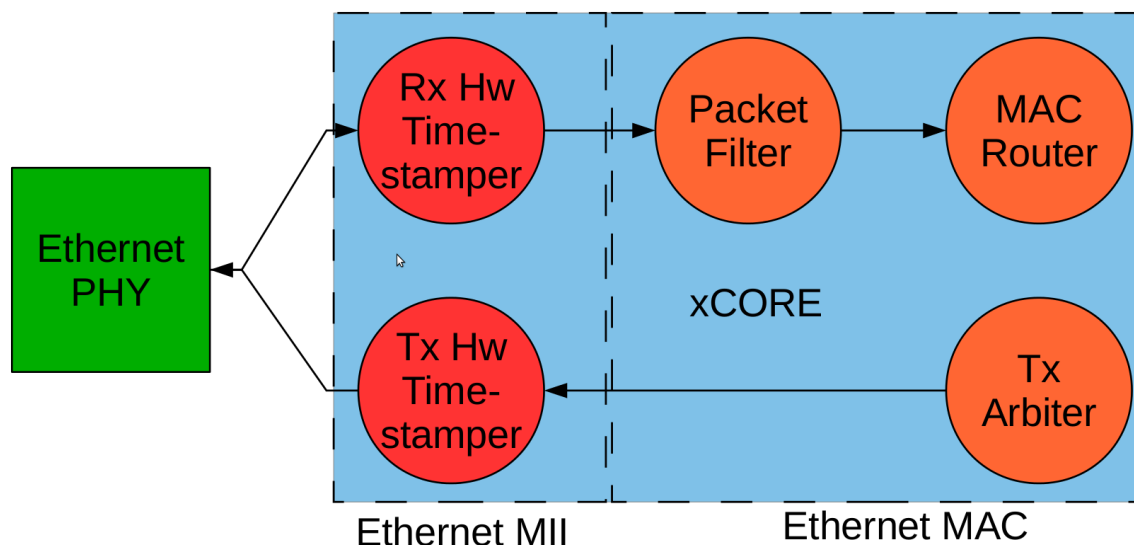 Rx Hw
Time-
stamper
Packet
Filter
MAC
Router
Ethernet
PHY
xCORE
Tx Hw
Time-
stamper
Tx
Arbiter
Ethernet MII
Ethernet MAC